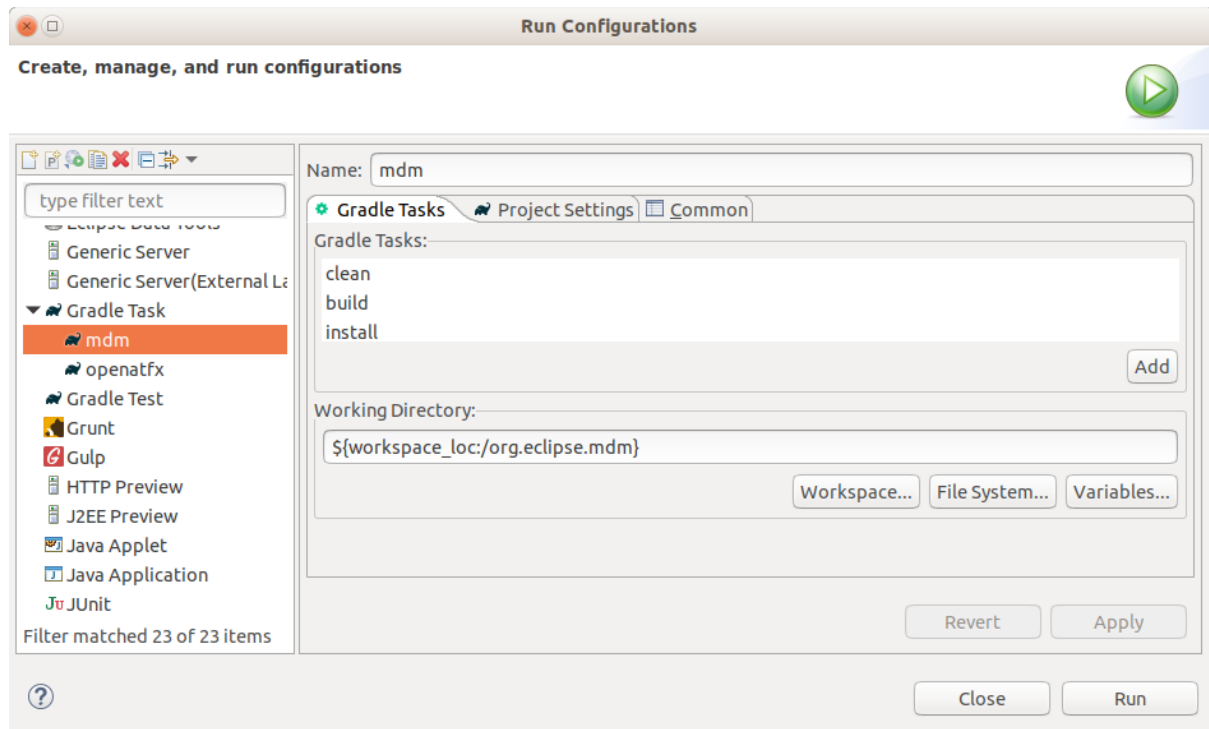 Run Configurations
Create, manage, and run configurations
type filter text
Eclipse Data Tools
Generic Server
Generic Server(External La
Gradle Task
mdm
openatfx
Gradle Test
Grunt
Gulp
HTTP Preview
J2EE Preview
Java Applet
Java Application
JUnit
Filter matched 23 of 23 items
Name: mdm
Gradle Tasks Project Settings Common
Gradle Tasks:
clean
build
install
Add
Working Directory:
${workspace_loc:/org.eclipse.mdm}
Workspace... File System... Variables...
Revert Apply
Close Run